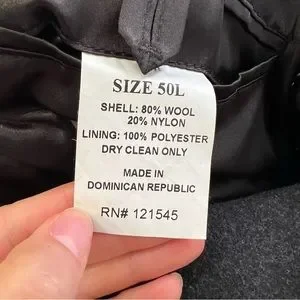 SIZE 50L
SHELL: 80% WOOL
20% NYLON
LINING: 100% POLYESTER
DRY CLEAN ONLY
MADE IN
DOMINICAN REPUBLIC
RN# 121545